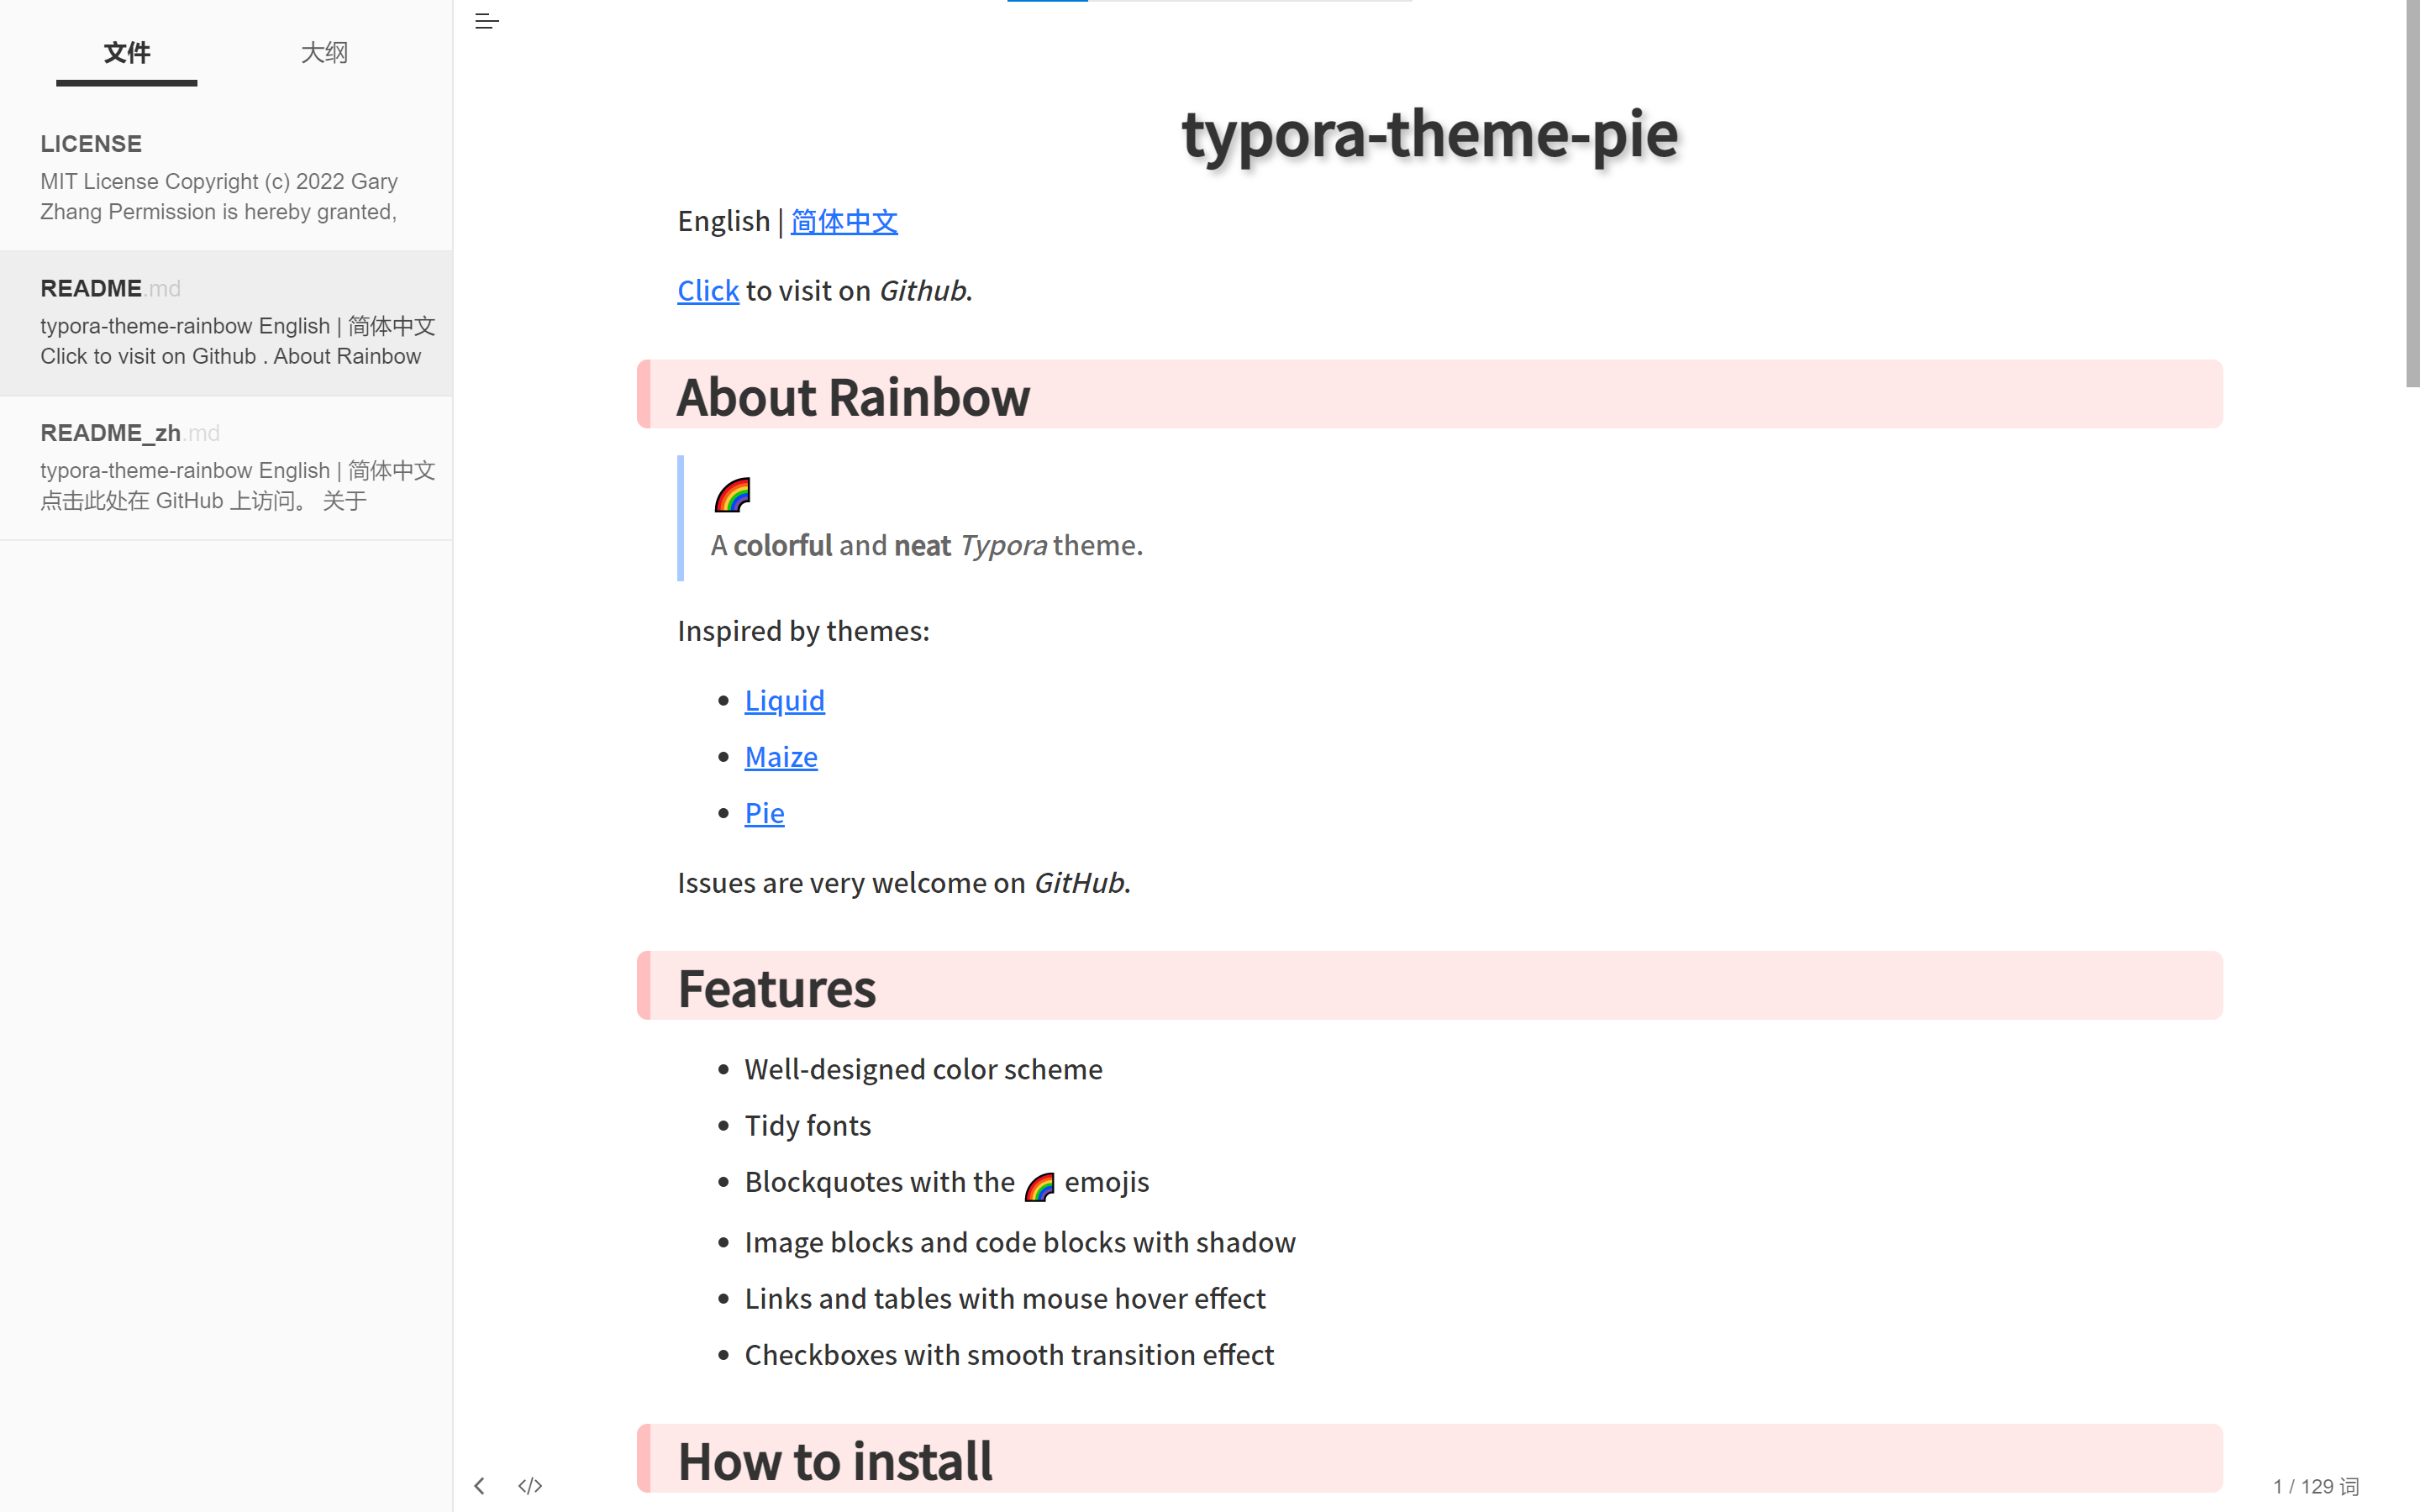 文件
大纲
LICENSE
MIT License Copyright (c) 2022 Gary
Zhang Permission is hereby granted,
README.md
typora-theme-rainbow English | 简体中文
Click to visit on Github . About Rainbow
README_zh.md
typora-theme-rainbow English | 简体中文
点击此处在 GitHub 上访问。 关于
typora-theme-pie
English | 简体中文
Click to visit on Github.
About Rainbow
🌈
A colorful and neat Typora theme.
Inspired by themes:
• Liquid
• Maize
• Pie
Issues are very welcome on GitHub.
Features
• Well-designed color scheme
• Tidy fonts
• Blockquotes with the 🌈 emojis
• Image blocks and code blocks with shadow
• Links and tables with mouse hover effect
• Checkboxes with smooth transition effect
How to install
</>
1 / 129 词